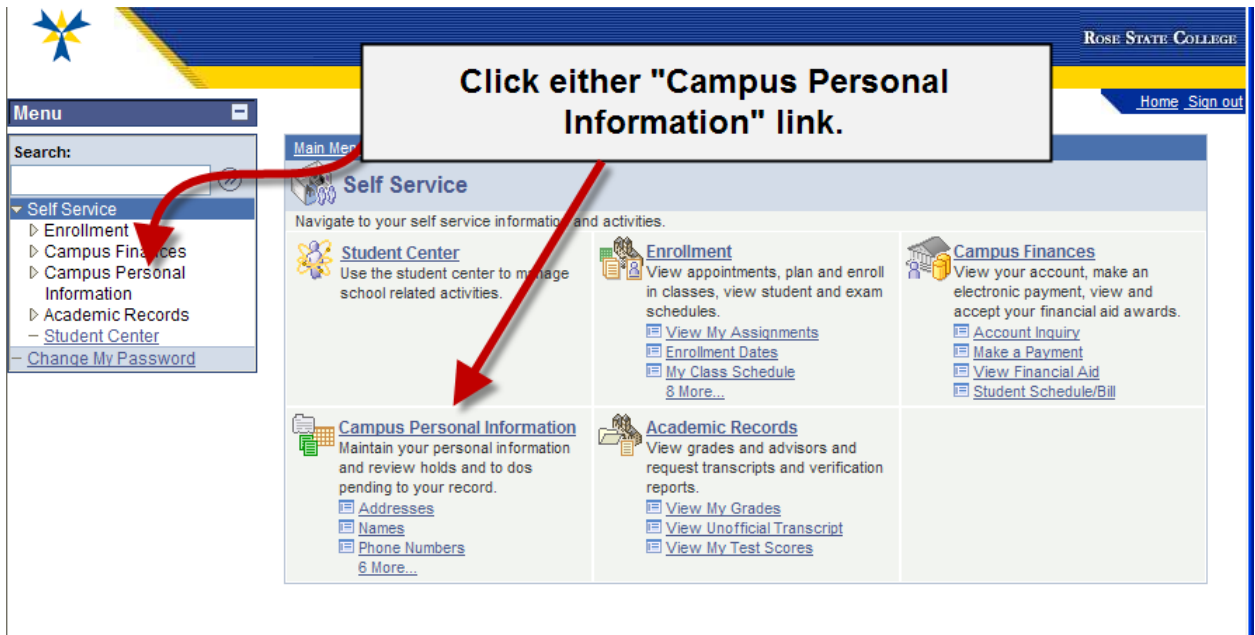 ROSE STATE COLLEGE
Click either "Campus Personal
Information" link.
Home Sign out
Menu
Search:
Self Service
Enrollment
Campus Finances
Campus Personal
Information
Academic Records
Student Center
Change My Password
Main Men
Self Service
Navigate to your self service information and activities.
Student Center
Use the student center to manage
school related activities.
Enrollment
View appointments, plan and enroll
in classes, view student and exam
schedules.
View My Assignments
Enrollment Dates
My Class Schedule
8 More...
Campus Finances
View your account, make an
electronic payment, view and
accept your financial aid awards.
Account Inquiry
Make a Payment
View Financial Aid
Student Schedule/Bill
Campus Personal Information
Maintain your personal information
and review holds and to dos
pending to your record.
Addresses
Names
Phone Numbers
6 More...
Academic Records
View grades and advisors and
request transcripts and verification
reports.
View My Grades
View Unofficial Transcript
View My Test Scores